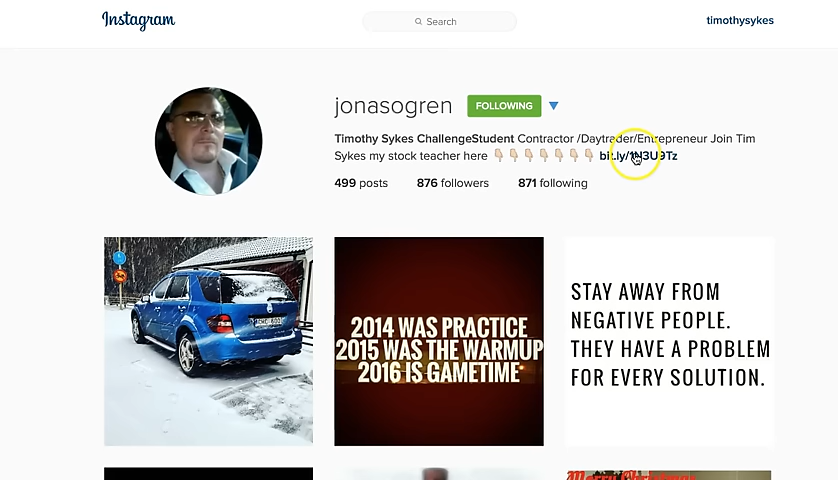 Instagram
Search
timothysykes
jonasogren
FOLLOWING
Timothy Sykes ChallengeStudent Contractor /Daytrader/Entrepreneur Join Tim
Sykes my stock teacher here
499 posts 876 followers 871 following
2014 WAS PRACTICE
2015 WAS THE WARMUP
2016 IS GAMETIME
STAY AWAY FROM
NEGATIVE PEOPLE.
THEY HAVE A PROBLEM
FOR EVERY SOLUTION.
Merry Christmas